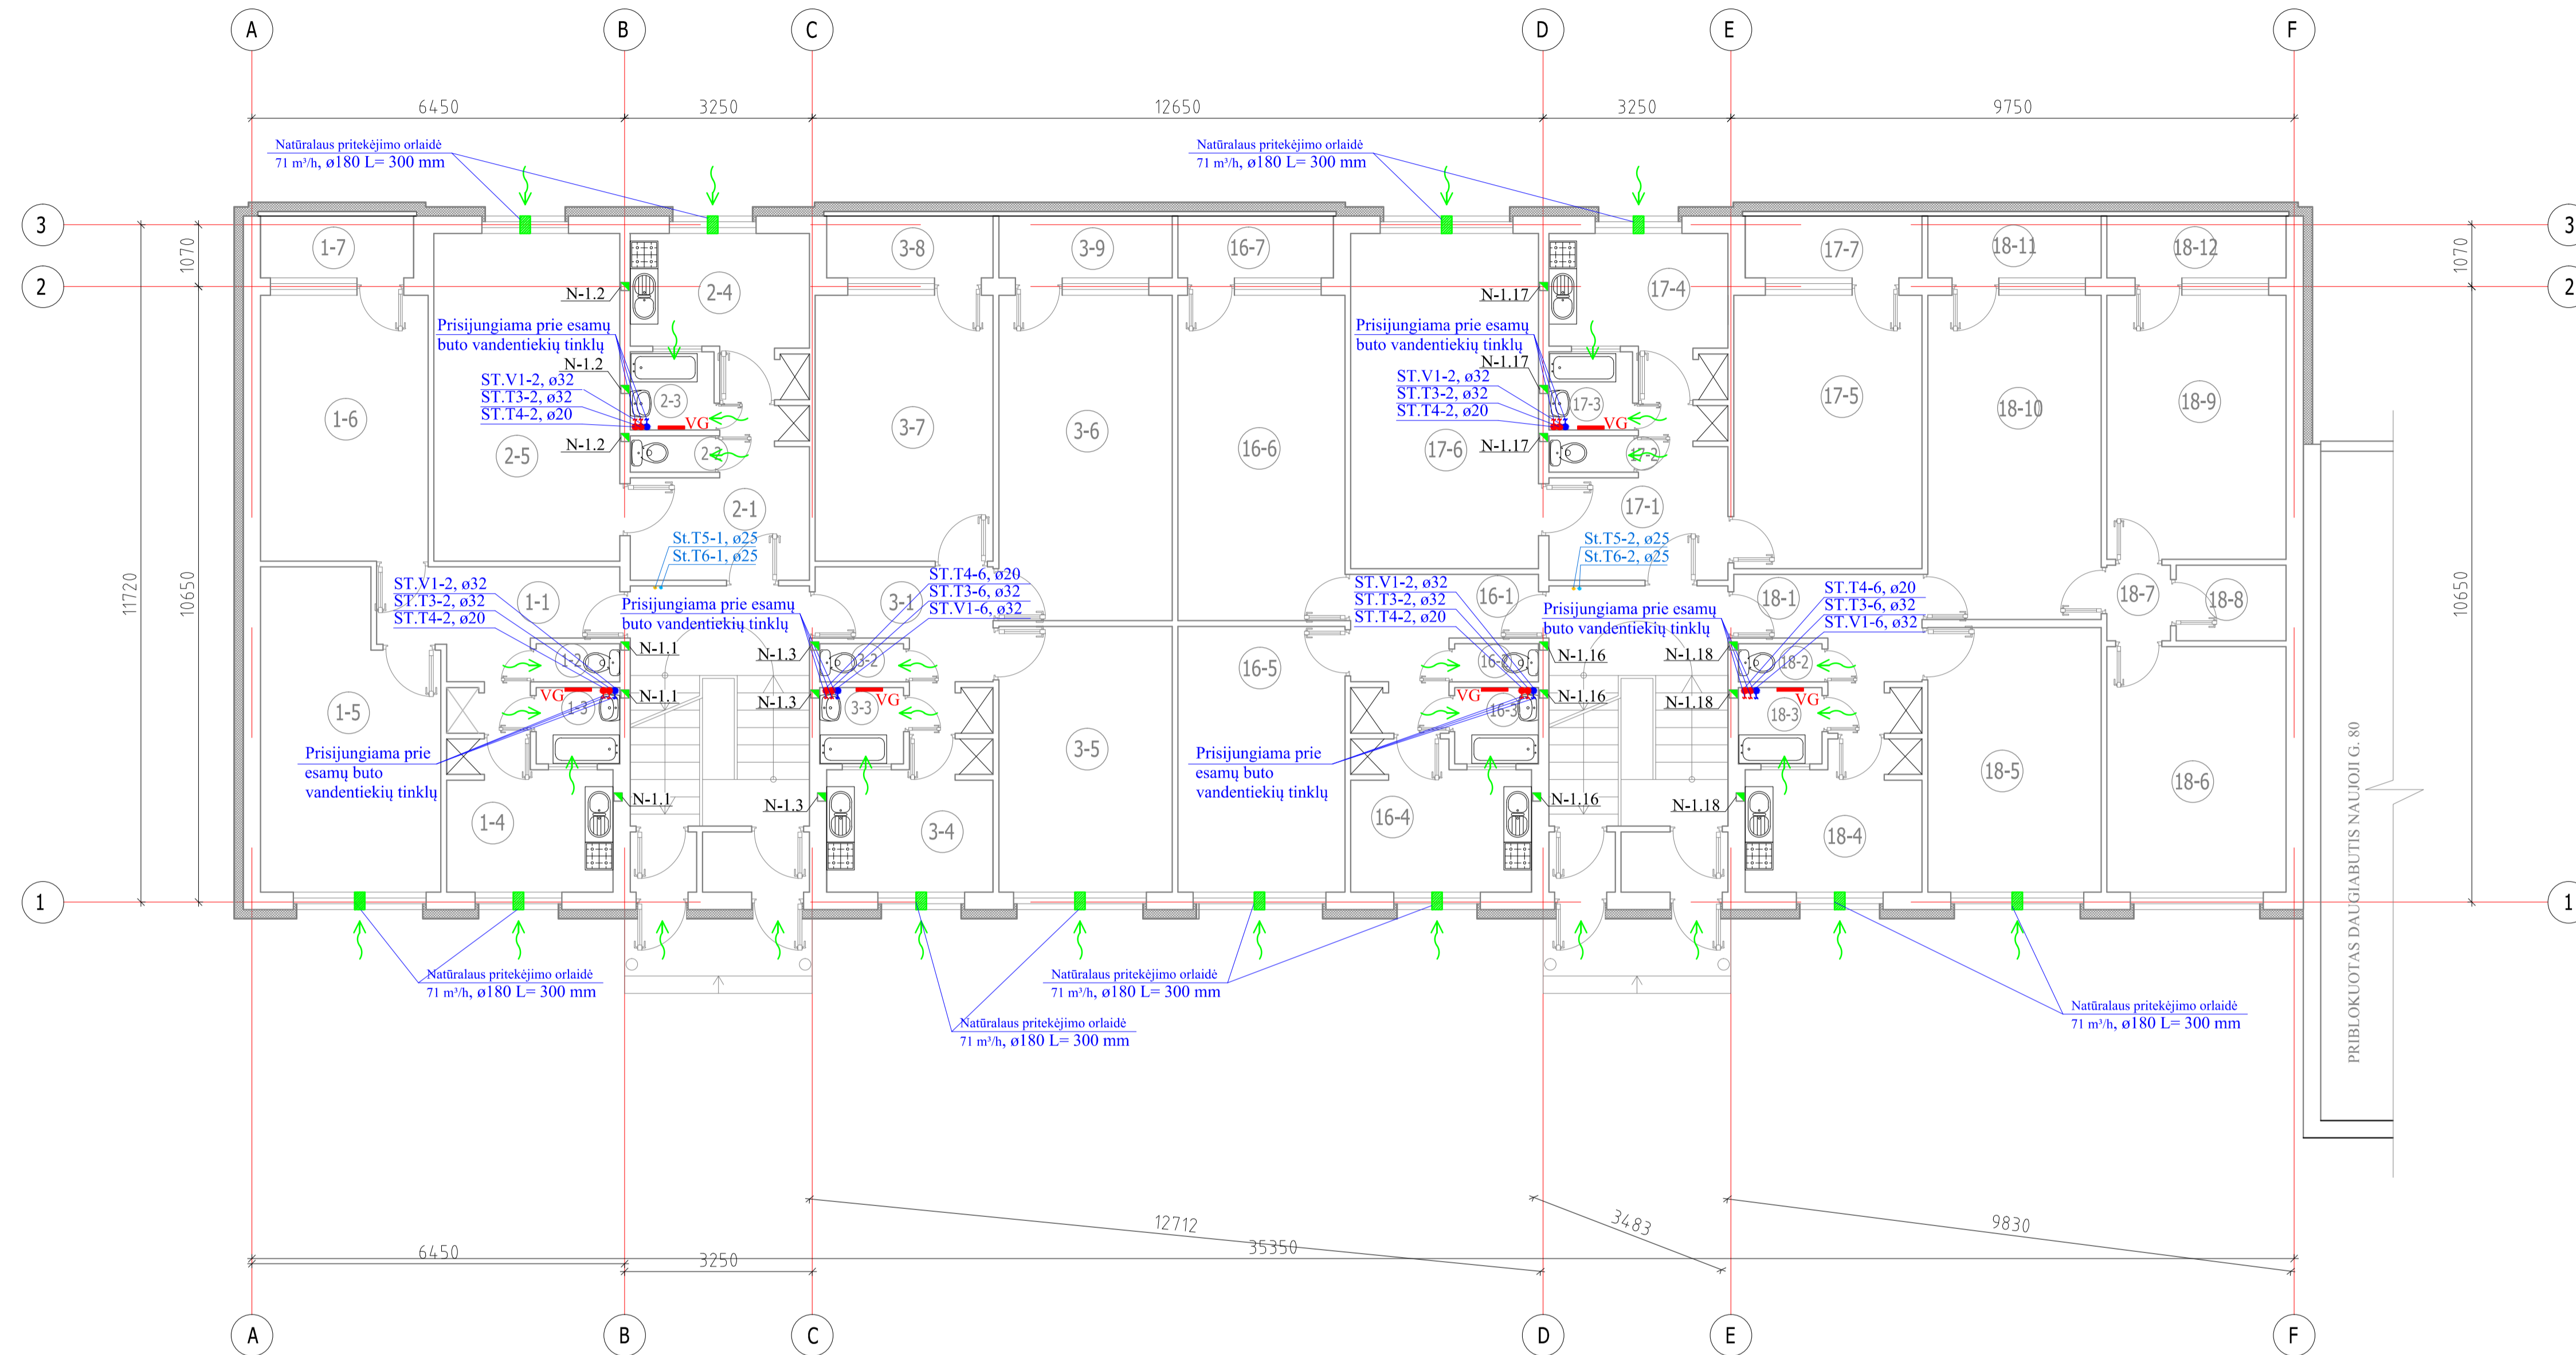 A
B
C
D
E
F
6450
3250
12650
3250
9750
Natūralaus pritekėjimo orlaidė
71 m³/h, ø180 L= 300 mm
Natūralaus pritekėjimo orlaidė
71 m³/h, ø180 L= 300 mm
3
3
1070
1070
1-7
3-8
3-9
16-7
17-7
18-11
18-12
2
2
N-1.2
2-4
N-1.17
17-4
Prisijungiama prie esamų
buto vandentiekių tinklų
Prisijungiama prie esamų
buto vandentiekių tinklų
N-1.2
N-1.17
ST.V1-2, ø32
ST.T3-2, ø32
ST.T4-2, ø20
ST.V1-2, ø32
ST.T3-2, ø32
ST.T4-2, ø20
2-3
17-3
VG
VG
1-6
3-7
3-6
16-6
17-5
18-10
18-9
N-1.2
N-1.17
2-5
2-2
17-6
17-2
2-1
17-1
St.T5-1, ø25
St.T6-1, ø25
St.T5-2, ø25
St.T6-2, ø25
11720
10650
10650
ST.V1-2, ø32
ST.T3-2, ø32
ST.T4-2, ø20
1-1
Prisijungiama prie esamų
buto vandentiekių tinklų
3-1
ST.T4-6, ø20
ST.T3-6, ø32
ST.V1-6, ø32
ST.V1-2, ø32
ST.T3-2, ø32
ST.T4-2, ø20
16-1
Prisijungiama prie esamų
buto vandentiekių tinklų
18-1
ST.T4-6, ø20
ST.T3-6, ø32
ST.V1-6, ø32
18-7
18-8
1-2
N-1.1
N-1.3
3-2
16-5
16-2
N-1.16
N-1.18
18-2
VG
1-3
N-1.1
N-1.3
3-3
VG
VG
16-3
N-1.16
N-1.18
18-3
VG
1-5
3-5
18-5
18-6
Prisijungiama prie
esamų buto
vandentiekių tinklų
Prisijungiama prie
esamų buto
vandentiekių tinklų
N-1.1
N-1.3
N-1.16
N-1.18
1-4
3-4
16-4
18-4
PRIBLOKUOTAS DAUGIABUTIS NAUJOJI G. 80
1
1
Natūralaus pritekėjimo orlaidė
71 m³/h, ø180 L= 300 mm
Natūralaus pritekėjimo orlaidė
71 m³/h, ø180 L= 300 mm
Natūralaus pritekėjimo orlaidė
71 m³/h, ø180 L= 300 mm
Natūralaus pritekėjimo orlaidė
71 m³/h, ø180 L= 300 mm
12712
3483
9830
6450
3250
35350
A
B
C
D
E
F